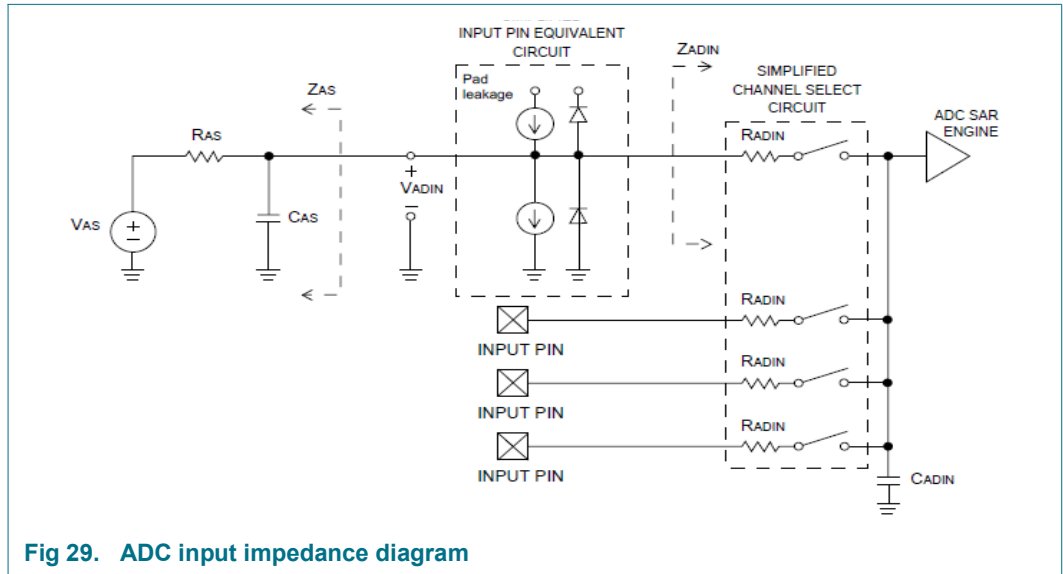 INPUT PIN EQUIVALENT
CIRCUIT
Pad
leakage
ZADIN
SIMPLIFIED
CHANNEL SELECT
CIRCUIT
ADC SAR
ENGINE
ZAS
RAS
RADIN
+
VADIN
–
VAS
+
–
CAS
RADIN
INPUT PIN
RADIN
INPUT PIN
RADIN
INPUT PIN
CADIN
Fig 29. ADC input impedance diagram